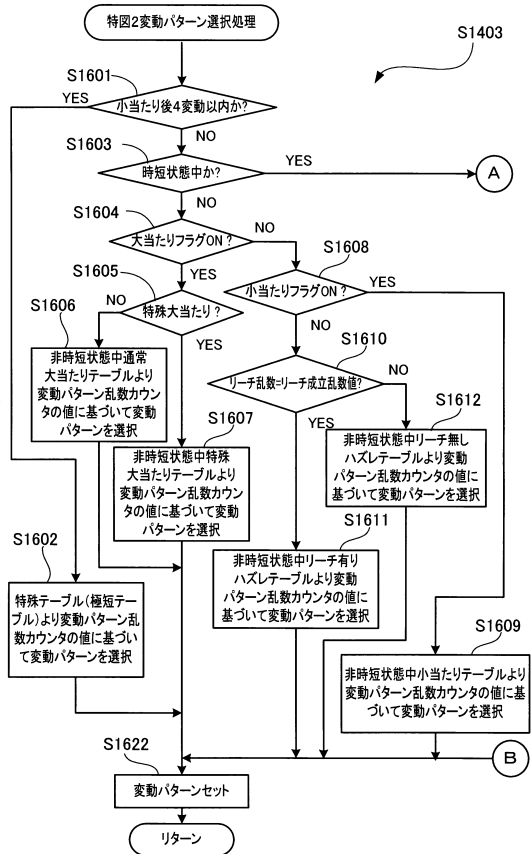 特図2変動パターン選択処理
S1403
S1601
YES
小当たり後4変動以内か?
NO
S1603
時短状態中か?
YES
A
NO
S1604
大当たりフラグON?
NO
YES
S1605
特殊大当たり?
NO
YES
S1608
小当たりフラグON?
YES
NO
S1606
非時短状態中通常
大当たりテーブルより
変動パターン乱数カウン
タの値に基づいて変動
パターンを選択
S1610
リーチ乱数=リーチ成立乱数値?
NO
YES
S1607
非時短状態中特殊
大当たりテーブルより
変動パターン乱数カウン
タの値に基づいて変動
パターンを選択
S1612
非時短状態中リーチ無し
ハズレテーブルより変動
パターン乱数カウンタの値に
基づいて変動パターンを選択
S1611
非時短状態中リーチ有り
ハズレテーブルより変動
パターン乱数カウンタの値に
基づいて変動パターンを選択
S1602
特殊テーブル(極短テー
ブル)より変動パターン乱
数カウンタの値に基づい
て変動パターンを選択
S1609
非時短状態中小当たりテーブルより
変動パターン乱数カウンタの値に基
づいて変動パターンを選択
B
S1622
変動パターンセット
リターン